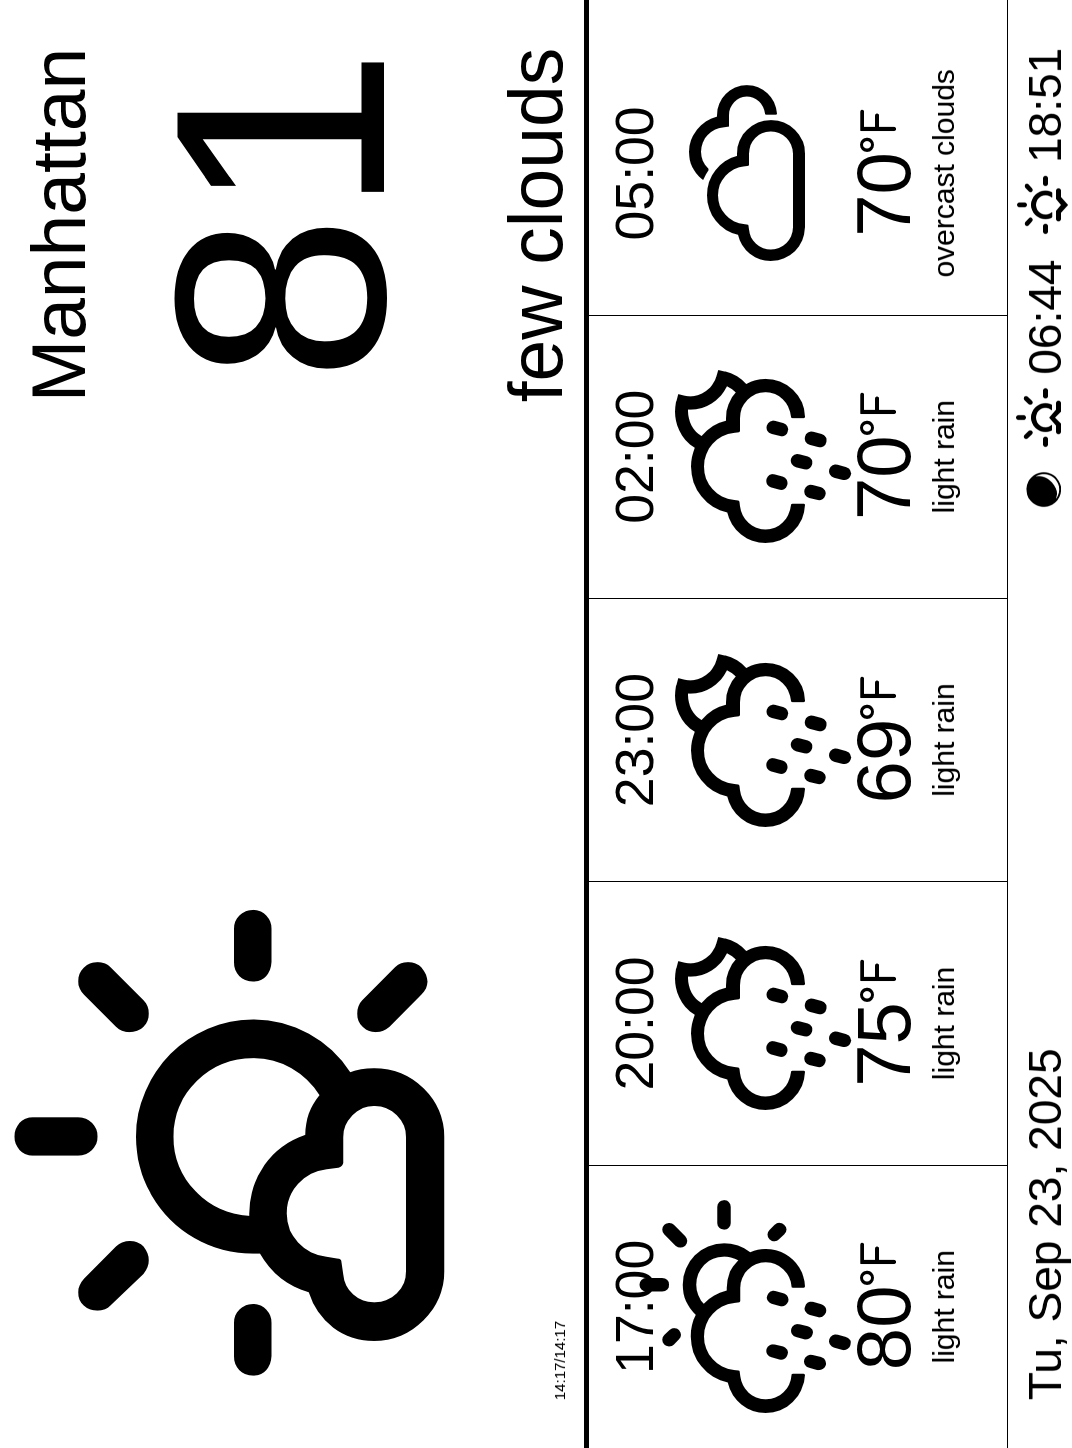 Manhattan
81
few clouds
14:17/14:17
17:00
80°F
light rain
20:00
75°F
light rain
23:00
69°F
light rain
02:00
70°F
light rain
05:00
70°F
overcast clouds
Tu, Sep 23, 2025
06:44
18:51